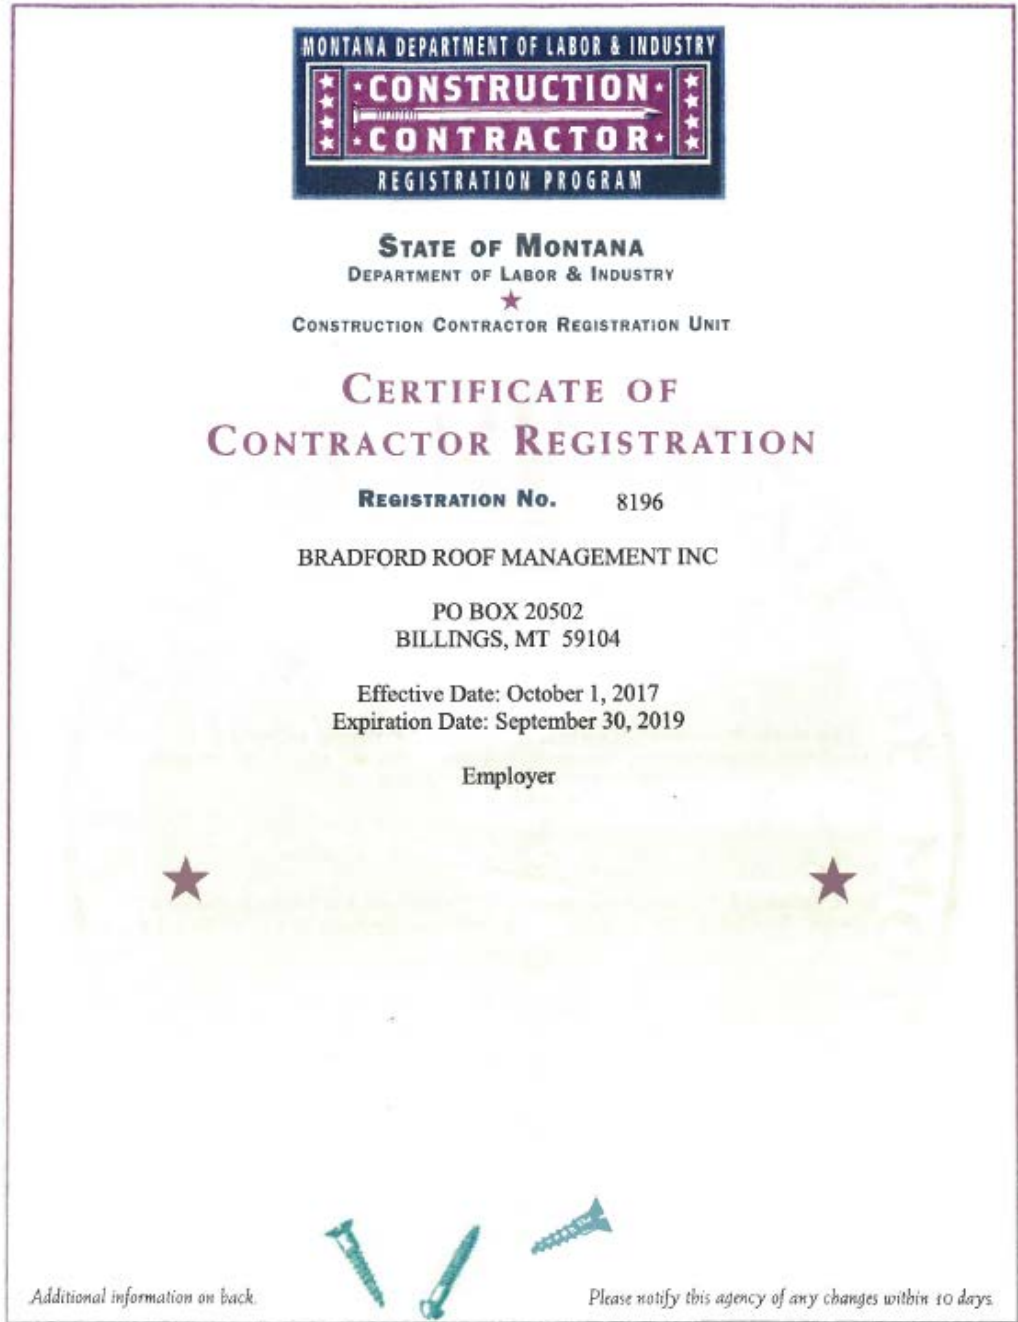 MONTANA DEPARTMENT OF LABOR & INDUSTRY
CONSTRUCTION
CONTRACTOR
REGISTRATION PROGRAM
STATE OF MONTANA
DEPARTMENT OF LABOR & INDUSTRY
CONSTRUCTION CONTRACTOR REGISTRATION UNIT
CERTIFICATE OF
CONTRACTOR REGISTRATION
REGISTRATION NO. 8196
BRADFORD ROOF MANAGEMENT INC
PO BOX 20502
BILLINGS, MT 59104
Effective Date: October 1, 2017
Expiration Date: September 30, 2019
Employer
Additional information on back.
Please notify this agency of any changes within 10 days.